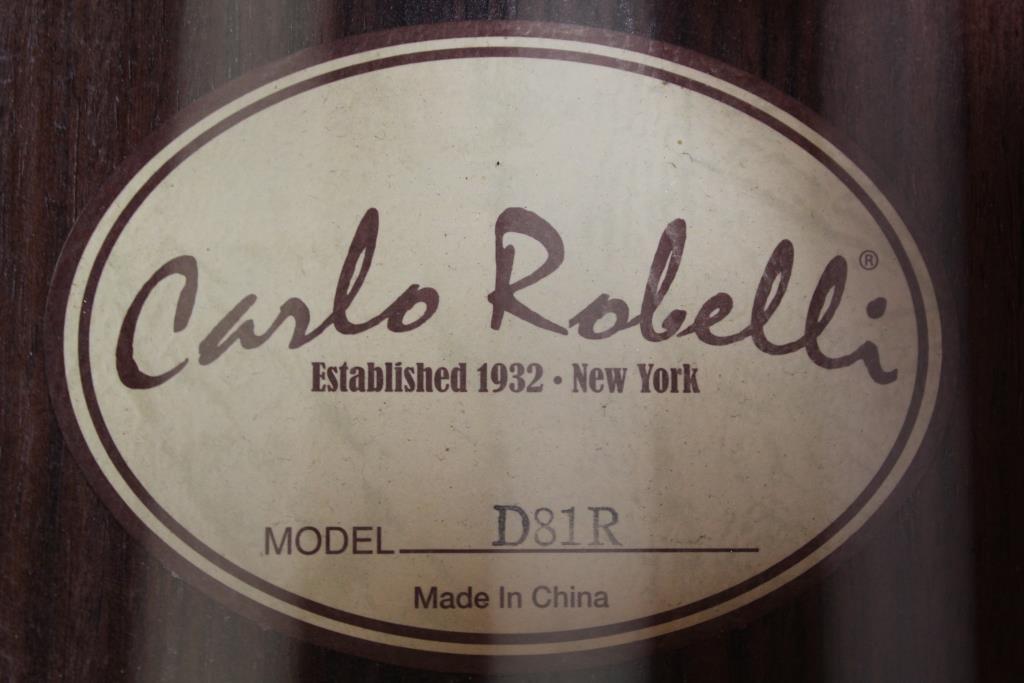 Carlo Robelli®
Established 1932 • New York
MODEL D81R
Made In China